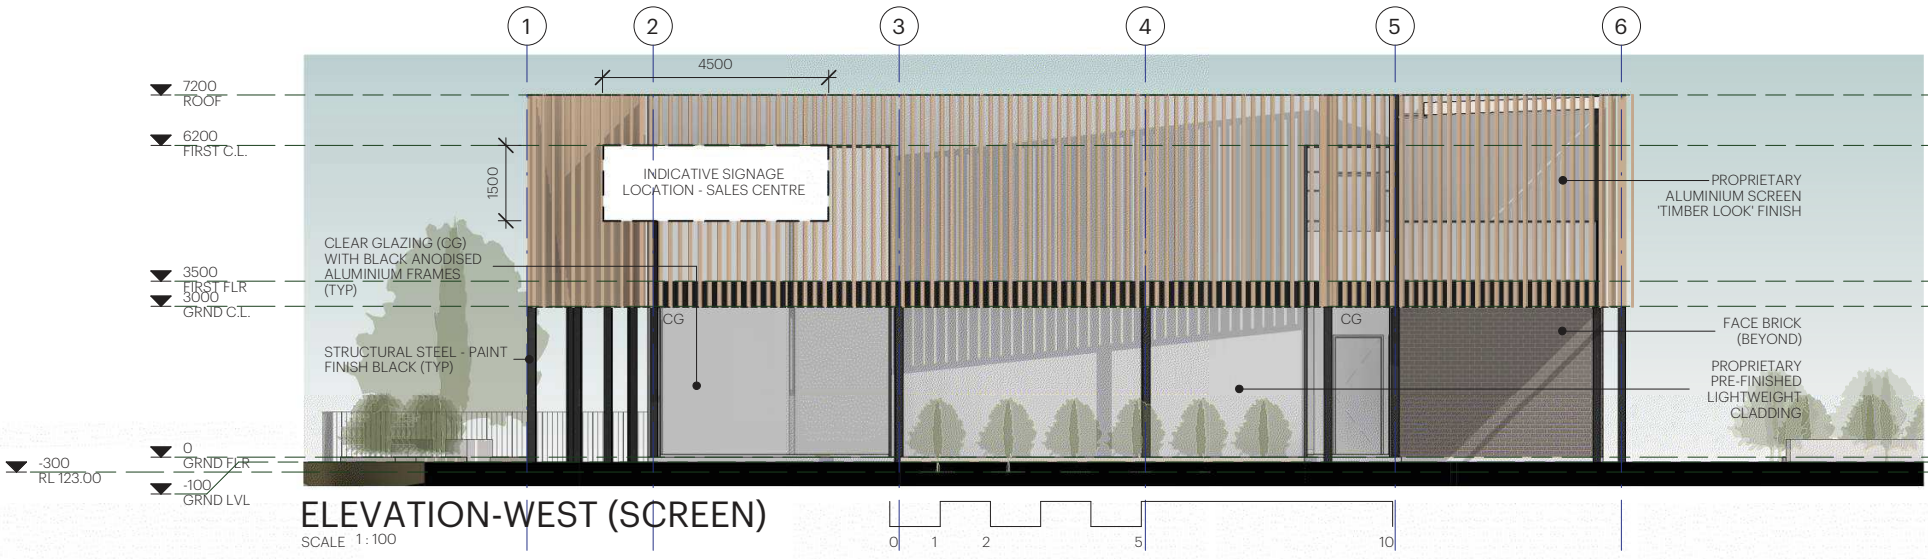 1
2
3
4
5
6
4500
7200
ROOF
6200
FIRST C.L.
1500
INDICATIVE SIGNAGE
LOCATION - SALES CENTRE
PROPRIETARY
ALUMINIUM SCREEN
'TIMBER LOOK' FINISH
CLEAR GLAZING (CG)
WITH BLACK ANODISED
ALUMINIUM FRAMES
(TYP)
3500
FIRST FLR
3000
GRND C.L.
CG
CG
FACE BRICK
(BEYOND)
STRUCTURAL STEEL - PAINT
FINISH BLACK (TYP)
PROPRIETARY
PRE-FINISHED
LIGHTWEIGHT
CLADDING
0
GRND FLR
-300
RL 123.00
-100
GRND LVL
ELEVATION-WEST (SCREEN)
SCALE 1 : 100
0 1 2 5 10